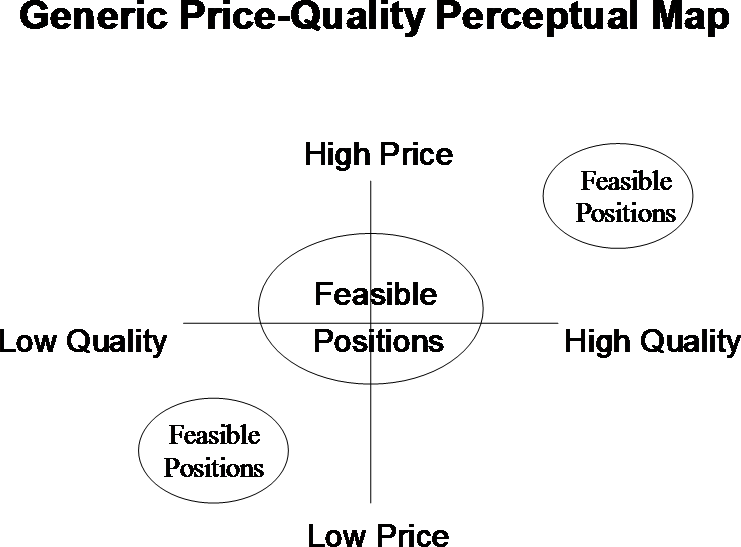 Generic Price-Quality Perceptual Map
High Price
Feasible
Positions
Feasible
Positions
Low Quality
High Quality
Feasible
Positions
Low Price